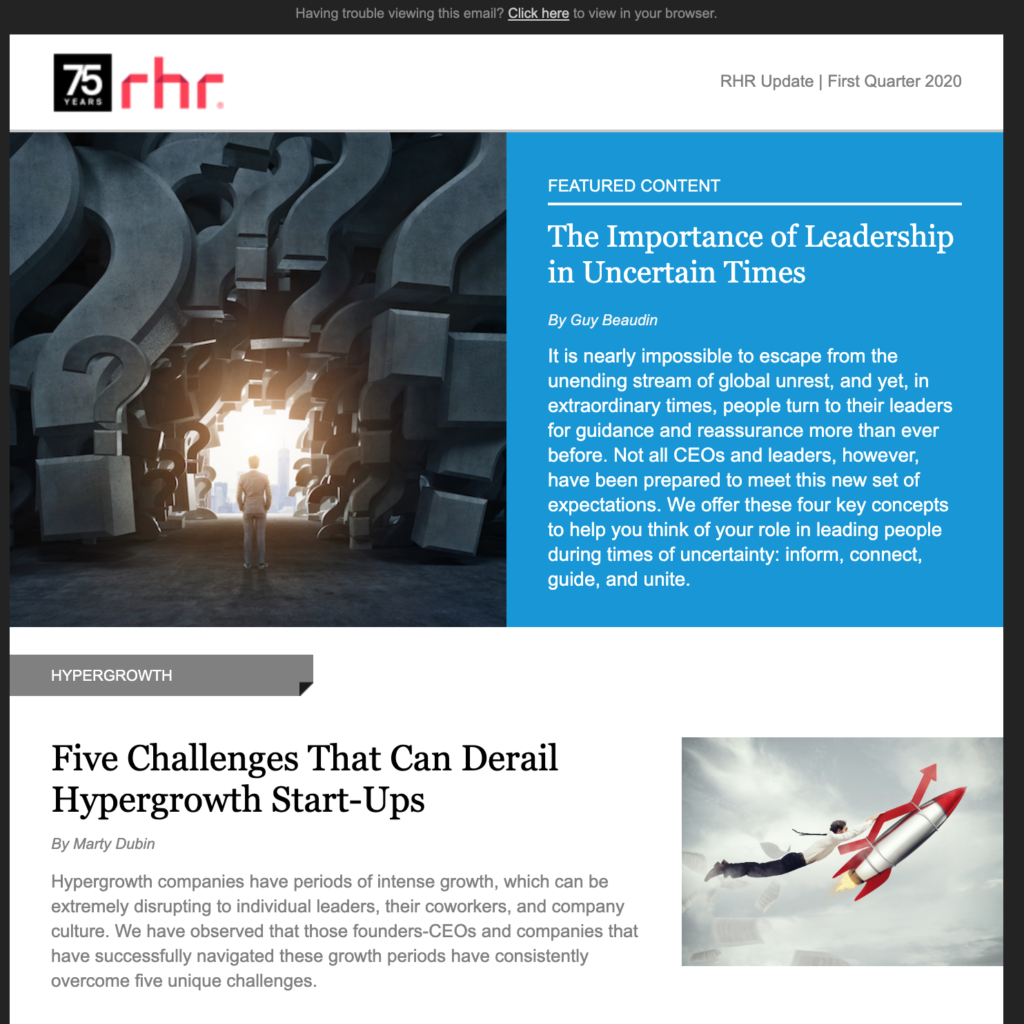 Having trouble viewing this email? Click here to view in your browser.
75
YEARS
rhr®
RHR Update | First Quarter 2020
FEATURED CONTENT
The Importance of Leadership
in Uncertain Times
By Guy Beaudin
It is nearly impossible to escape from the
unending stream of global unrest, and yet, in
extraordinary times, people turn to their leaders
for guidance and reassurance more than ever
before. Not all CEOs and leaders, however,
have been prepared to meet this new set of
expectations. We offer these four key concepts
to help you think of your role in leading people
during times of uncertainty: inform, connect,
guide, and unite.
HYPERGROWTH
Five Challenges That Can Derail
Hypergrowth Start-Ups
By Marty Dubin
Hypergrowth companies have periods of intense growth, which can be
extremely disrupting to individual leaders, their coworkers, and company
culture. We have observed that those founders-CEOs and companies that
have successfully navigated these growth periods have consistently
overcome five unique challenges.